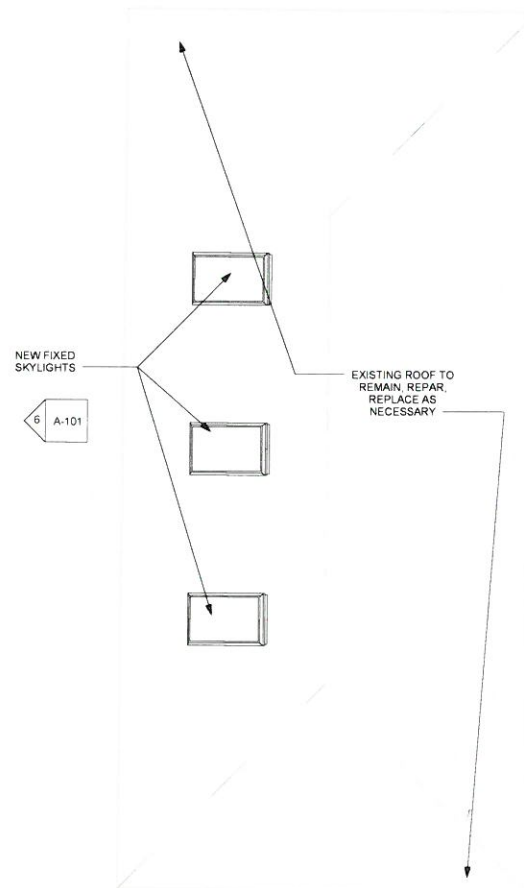 NEW FIXED
SKYLIGHTS
6
A-101
EXISTING ROOF TO
REMAIN, REPAR,
REPLACE AS
NECESSARY